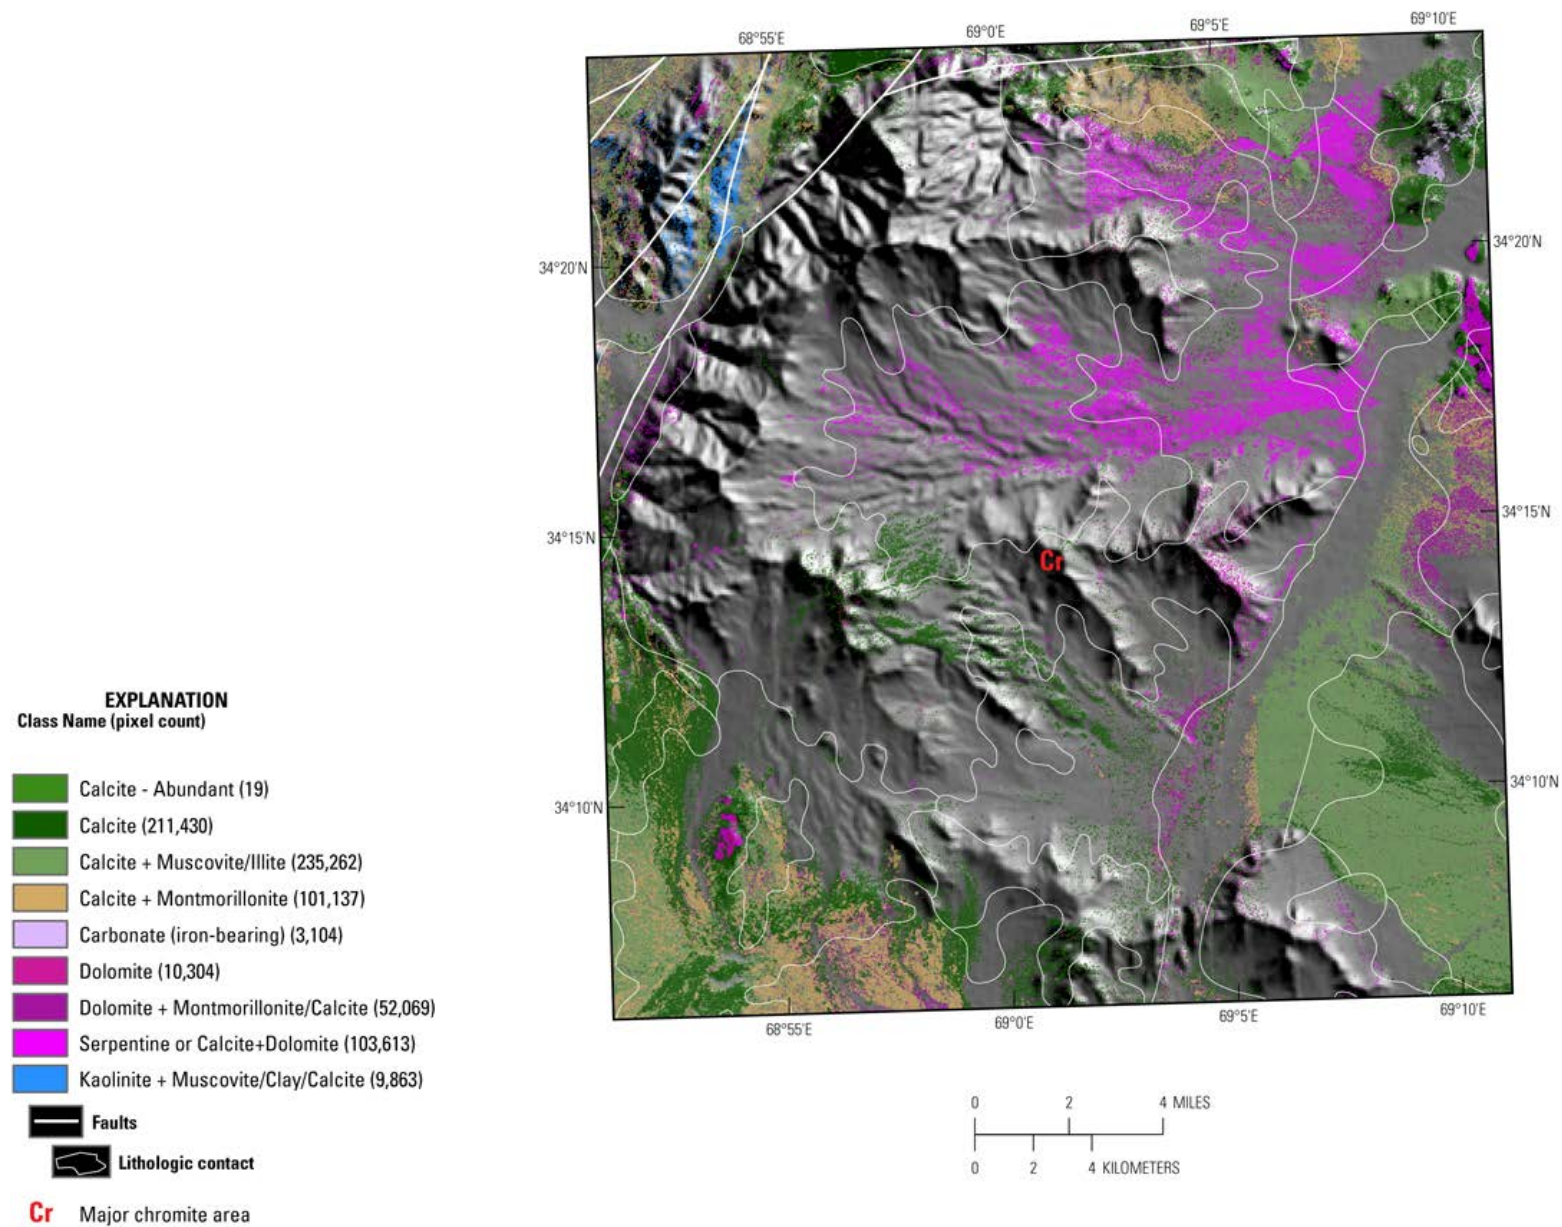 68°55'E
69°0'E
69°5'E
69°10'E
34°20'N
34°20'N
34°15'N
34°15'N
Cr
34°10'N
34°10'N
68°55'E
69°0'E
69°5'E
69°10'E
EXPLANATION
Class Name (pixel count)
Calcite - Abundant (19)
Calcite (211,430)
Calcite + Muscovite/Illite (235,262)
Calcite + Montmorillonite (101,137)
Carbonate (iron-bearing) (3,104)
Dolomite (10,304)
Dolomite + Montmorillonite/Calcite (52,069)
Serpentine or Calcite+Dolomite (103,613)
Kaolinite + Muscovite/Clay/Calcite (9,863)
Faults
Lithologic contact
Cr Major chromite area
0 2 4 MILES
0 2 4 KILOMETERS